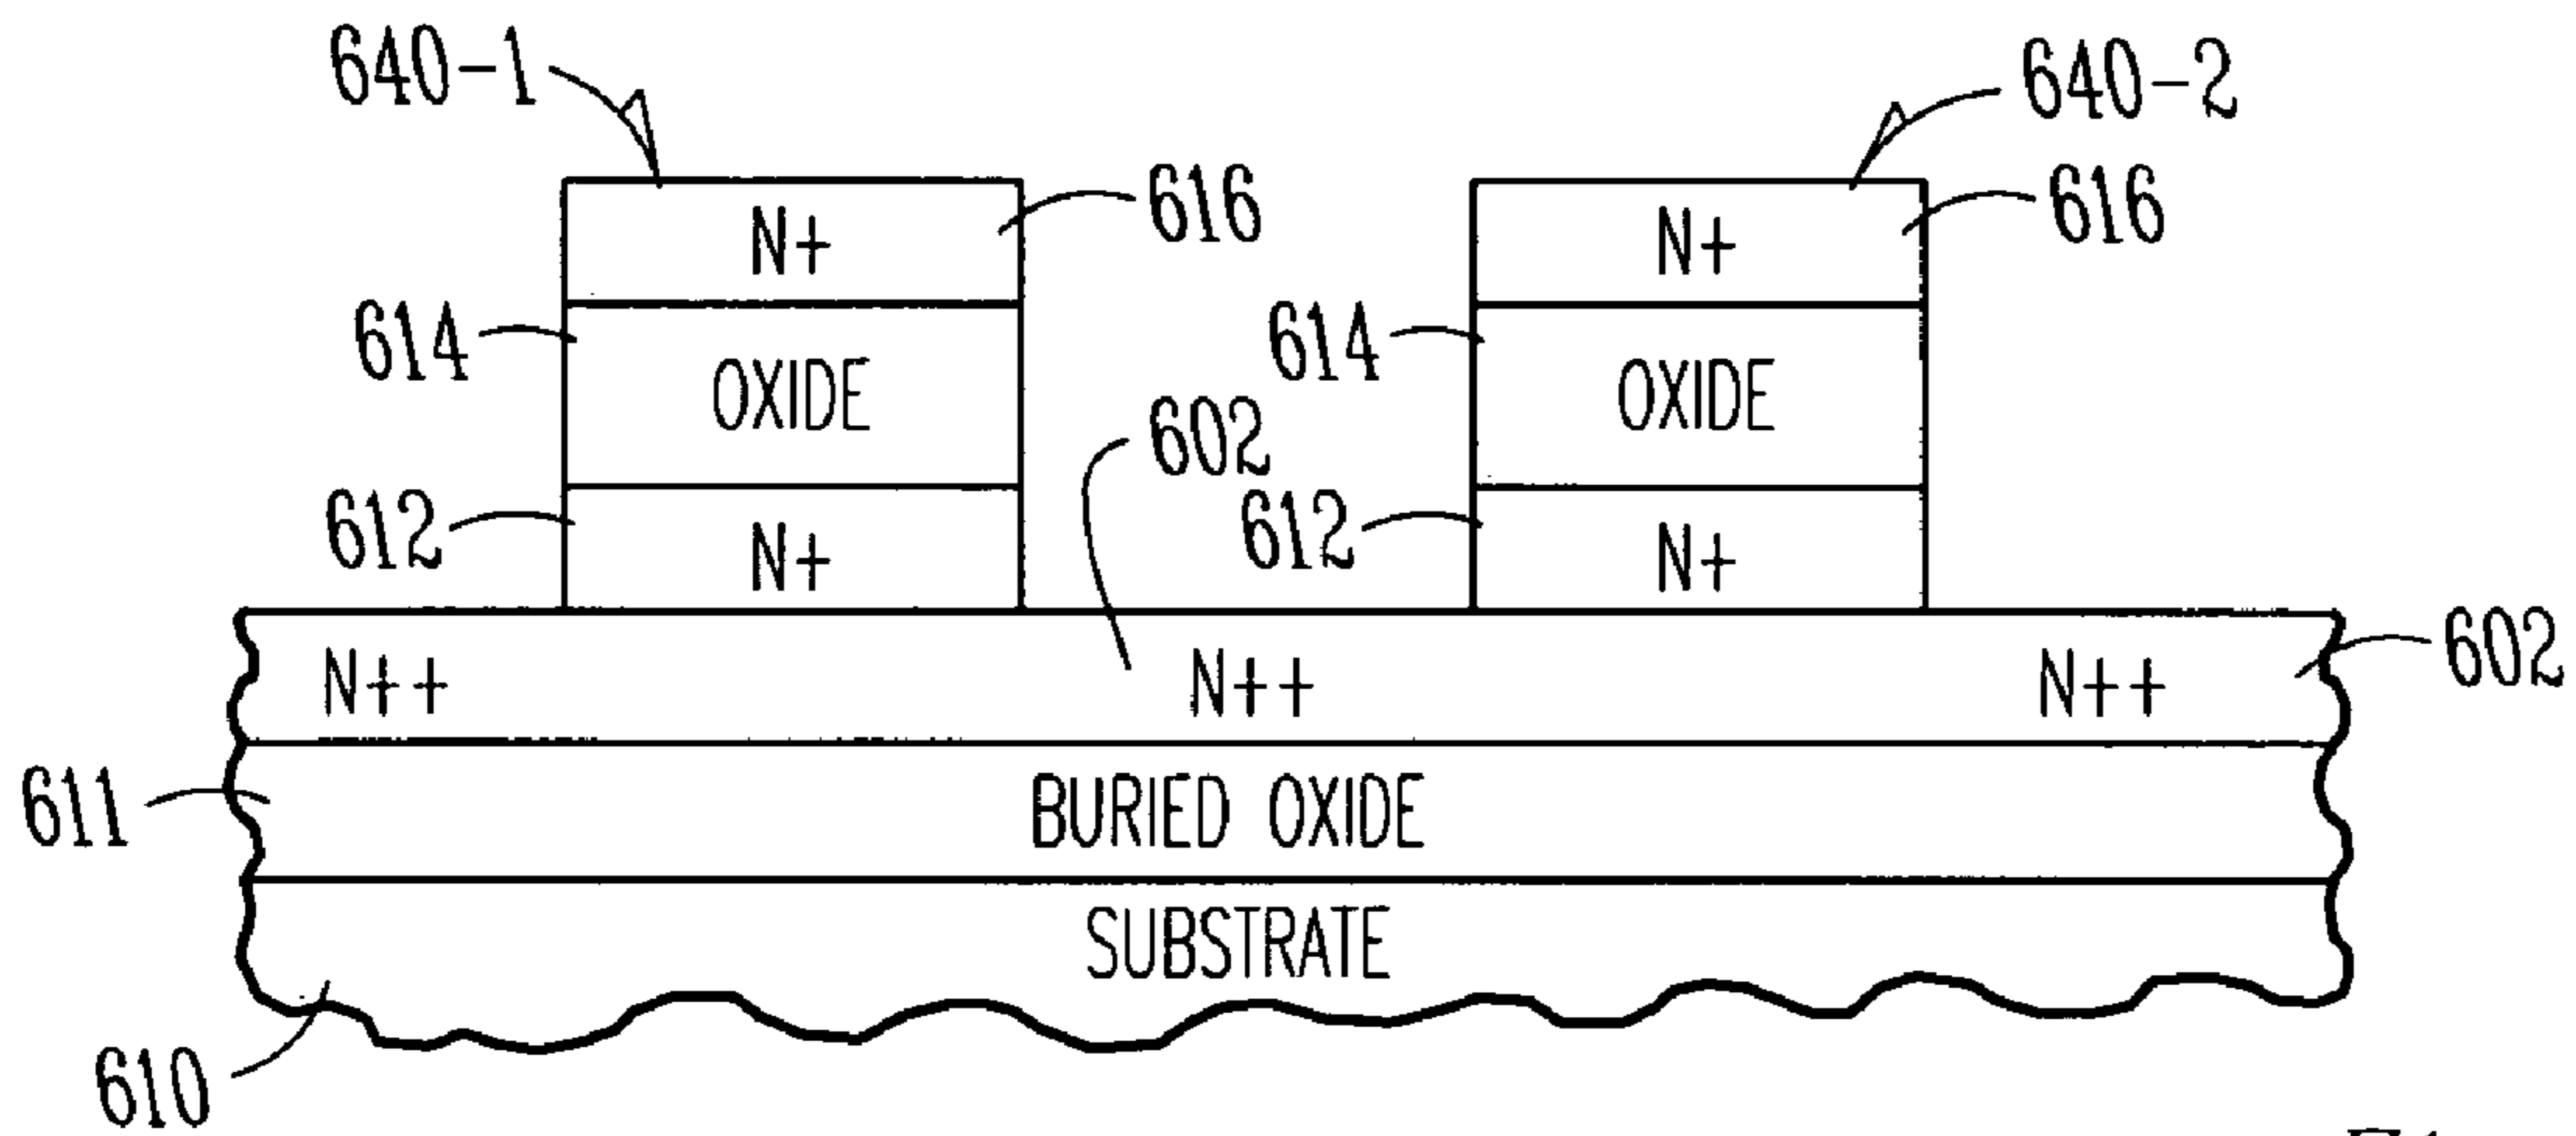 640-1
640-2
N+
616
N+
616
614
OXIDE
614
OXIDE
602
612
N+
612
N+
N++
N++
N++
602
611
BURIED OXIDE
SUBSTRATE
610